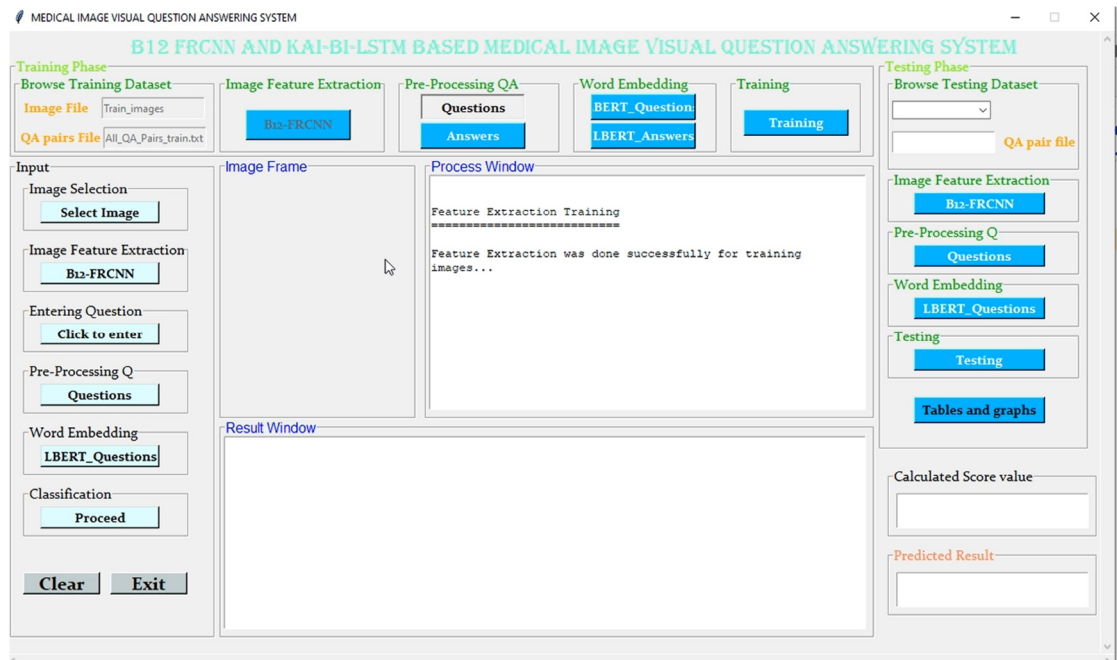 MEDICAL IMAGE VISUAL QUESTION ANSWERING SYSTEM
B12 FRCNN AND KAI-BI-LSTM BASED MEDICAL IMAGE VISUAL QUESTION ANSWERING SYSTEM
Training Phase
Browse Training Dataset
Image File Train_images
QA pairs File All_QA_Pairs_train.txt
Image Feature Extraction
B12-FRCNN
Pre-Processing QA
Questions
Answers
Word Embedding
BERT_Question
LBERT_Answers
Training
Training
Testing Phase
Browse Testing Dataset
QA pair file
Image Feature Extraction
B12-FRCNN
Pre-Processing Q
Questions
Word Embedding
LBERT_Questions
Testing
Testing
Tables and graphs
Input
Image Selection
Select Image
Image Feature Extraction
B12-FRCNN
Entering Question
Click to enter
Pre-Processing Q
Questions
Word Embedding
LBERT_Questions
Classification
Proceed
Clear Exit
Image Frame
Process Window
Feature Extraction Training
===========================
Feature Extraction was done successfully for training
images...
Result Window
Calculated Score value
Predicted Result